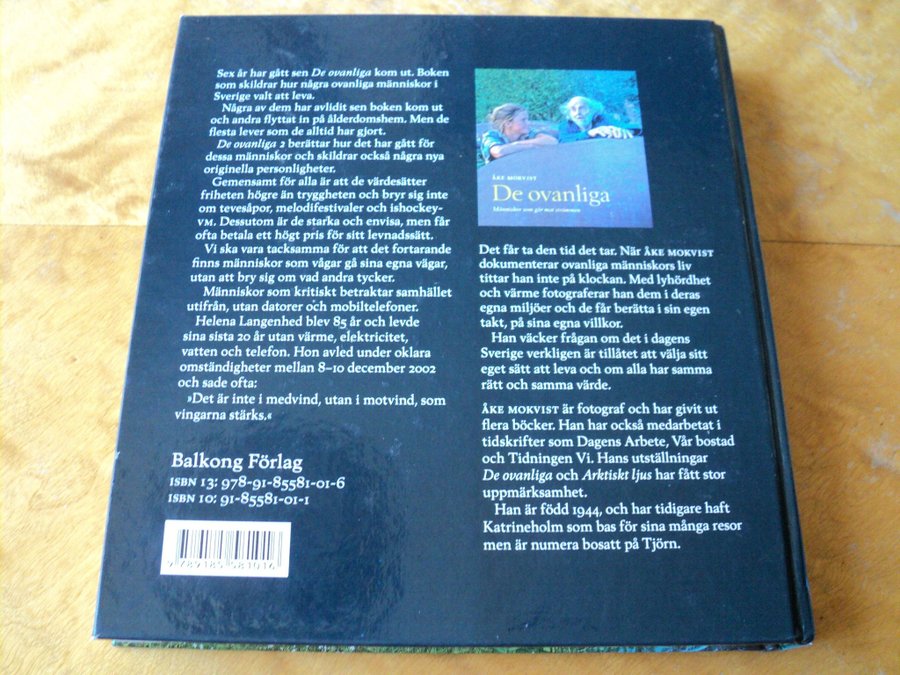 Sex år har gått sen De ovanliga kom ut. Boken
som skildrar hur några ovanliga människor i
Sverige valt att leva.
Några av dem har avlidit sen boken kom ut
och andra flyttat in på ålderdomshem. Men de
flesta lever som de alltid har gjort.
De ovanliga 2 berättar hur det har gått för
dessa människor och skildrar också några nya
originella personligheter.
Gemensamt för alla är att de värdesätter
friheten högre än tryggheten och bryr sig inte
om tevesåpor, melodifestivaler och ishockey-
VM. Dessutom är de starka och envisa, men får
ofta betala ett högt pris för sitt levnadssätt.
Vi ska vara tacksamma för att det fortarande
finns människor som vågar gå sina egna vägar,
utan att bry sig om vad andra tycker.
Människor som kritiskt betraktar samhället
utifrån, utan datorer och mobiltelefoner.
Helena Langenhed blev 85 år och levde
sina sista 20 år utan värme, elektricitet,
vatten och telefon. Hon avled under oklara
omständigheter mellan 8–10 december 2002
och sade ofta:
»Det är inte i medvind, utan i motvind, som
vingarna stärks.«
Balkong Förlag
ISBN 13: 978-91-85581-01-6
ISBN 10: 91-85581-01-1
9 789185 581016
ÅKE MOKVIST
De ovanliga
Människor som går mot strömmen
Det får ta den tid det tar. När ÅKE MOKVIST
dokumenterar ovanliga människors liv
tittar han inte på klockan. Med lyhördhet
och värme fotograferar han dem i deras
egna miljöer och de får berätta i sin egen
takt, på sina egna villkor.
Han väcker frågan om det i dagens
Sverige verkligen är tillåtet att välja sitt
eget sätt att leva och om alla har samma
rätt och samma värde.
ÅKE MOKVIST är fotograf och har givit ut
flera böcker. Han har också medarbetat i
tidskrifter som Dagens Arbete, Vår bostad
och Tidningen Vi. Hans utställningar
De ovanliga och Arktiskt ljus har fått stor
uppmärksamhet.
Han är född 1944, och har tidigare haft
Katrineholm som bas för sina många resor
men är numera bosatt på Tjörn.